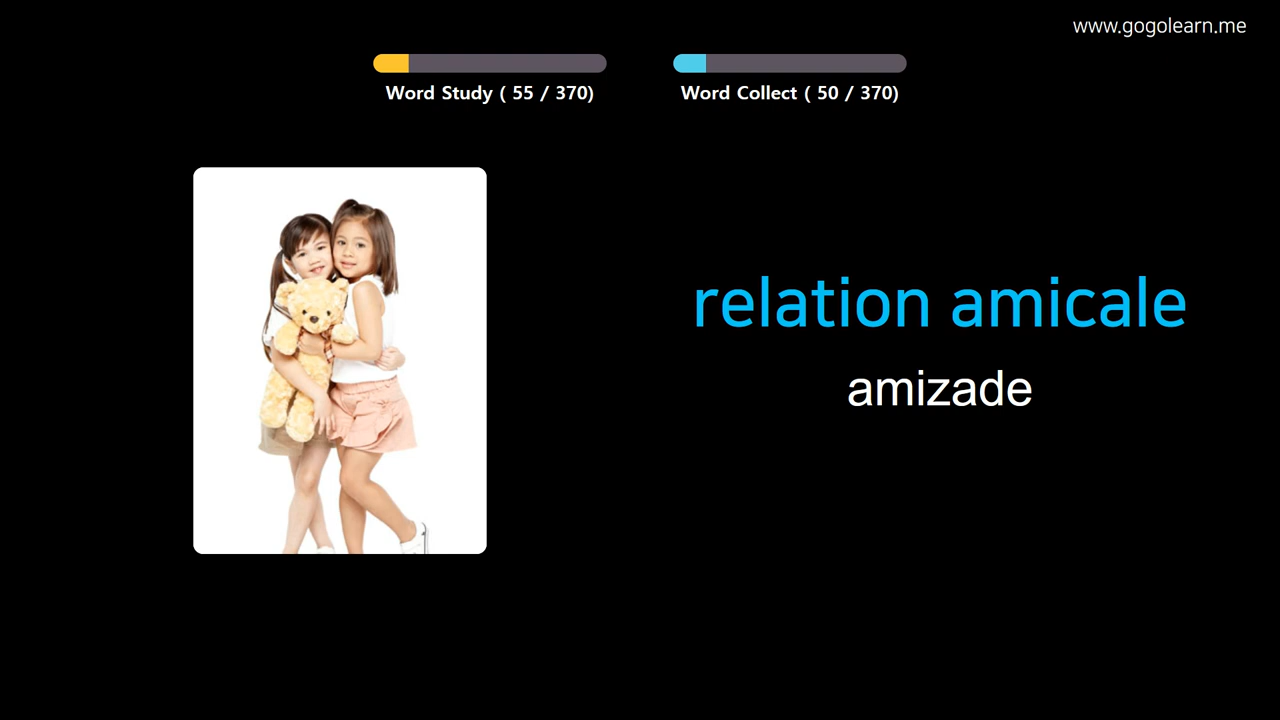 www.gogolearn.me
Word Study ( 55 / 370)
Word Collect ( 50 / 370)
relation amicale
amizade